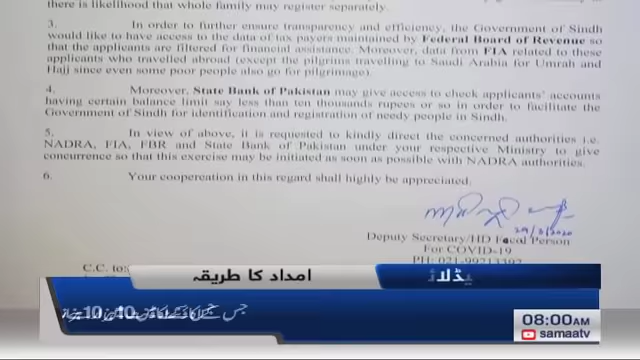 there is likelihood that whole family may register separately.
3. In order to further ensure transparency and efficiency, the Government of Sindh
would like to have access to the data of tax payers maintained by Federal Board of Revenue so
that the applicants are filtered for financial assistance. Moreover, data from FIA related to these
applicants who travelled abroad (except the pilgrims travelling to Saudi Arabia for Umrah and
Hajj since even some poor people also go for pilgrimage).
4. Moreover, State Bank of Pakistan may give access to check applicants' accounts
having certain balance limit say less than ten thousands rupees or so in order to facilitate the
Government of Sindh for identification and registration of needy people in Sindh.
5. In view of above, it is requested to kindly direct the concerned authorities i.e.
NADRA, FIA, FBR and State Bank of Pakistan under your respective Ministry to give
concurrence so that this exercise may be initiated as soon as possible with NADRA authorities.
6. Your cooperation in this regard shall highly be appreciated.
Deputy Secretary/HD Focal Person
For COVID-19
PH: 021-99213392
C.C. to:
امداد کا طریقہ
08:00AM
samaatv